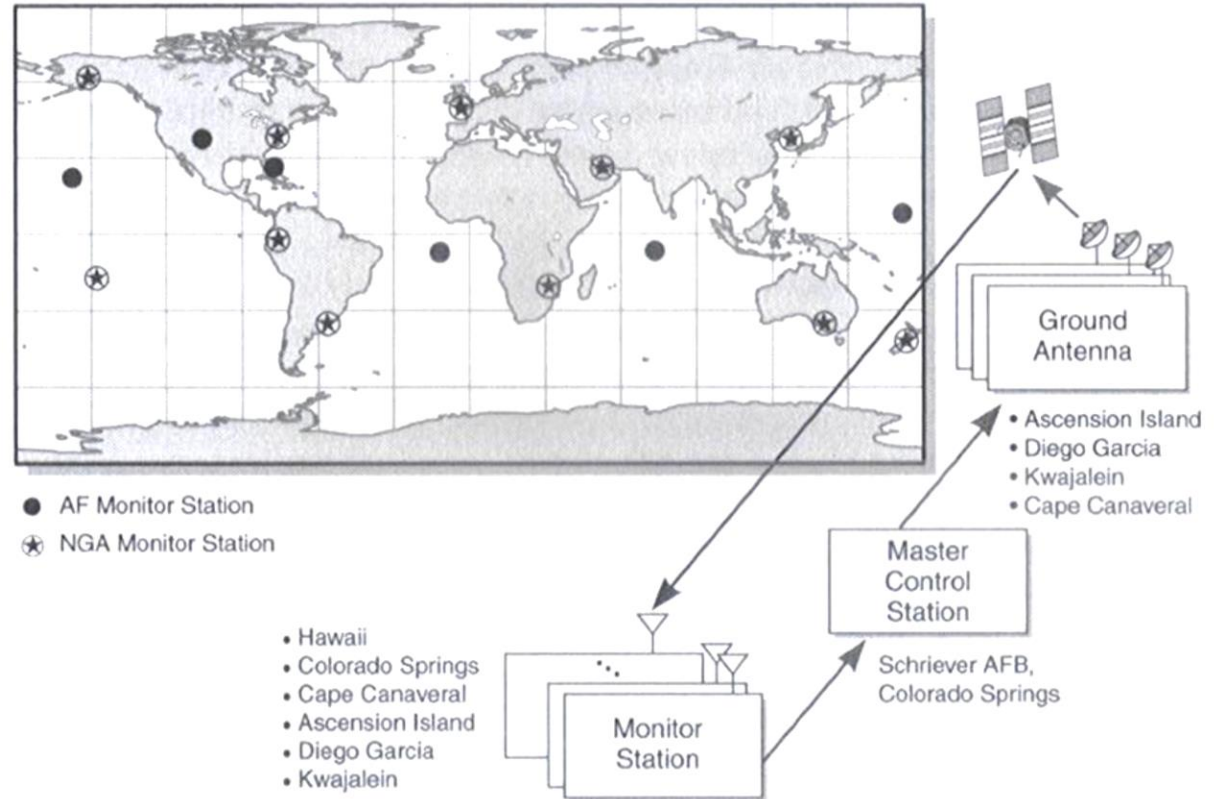 Ground
Antenna
• Ascension Island
• Diego Garcia
• Kwajalein
• Cape Canaveral
AF Monitor Station
NGA Monitor Station
Master
Control
Station
Schriever AFB,
Colorado Springs
• Hawaii
• Colorado Springs
• Cape Canaveral
• Ascension Island
• Diego Garcia
• Kwajalein
Monitor
Station